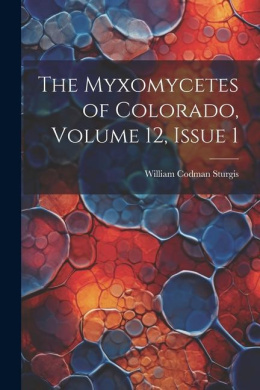 The Myxomycetes
of Colorado,
Volume 12, Issue 1
William Codman Sturgis